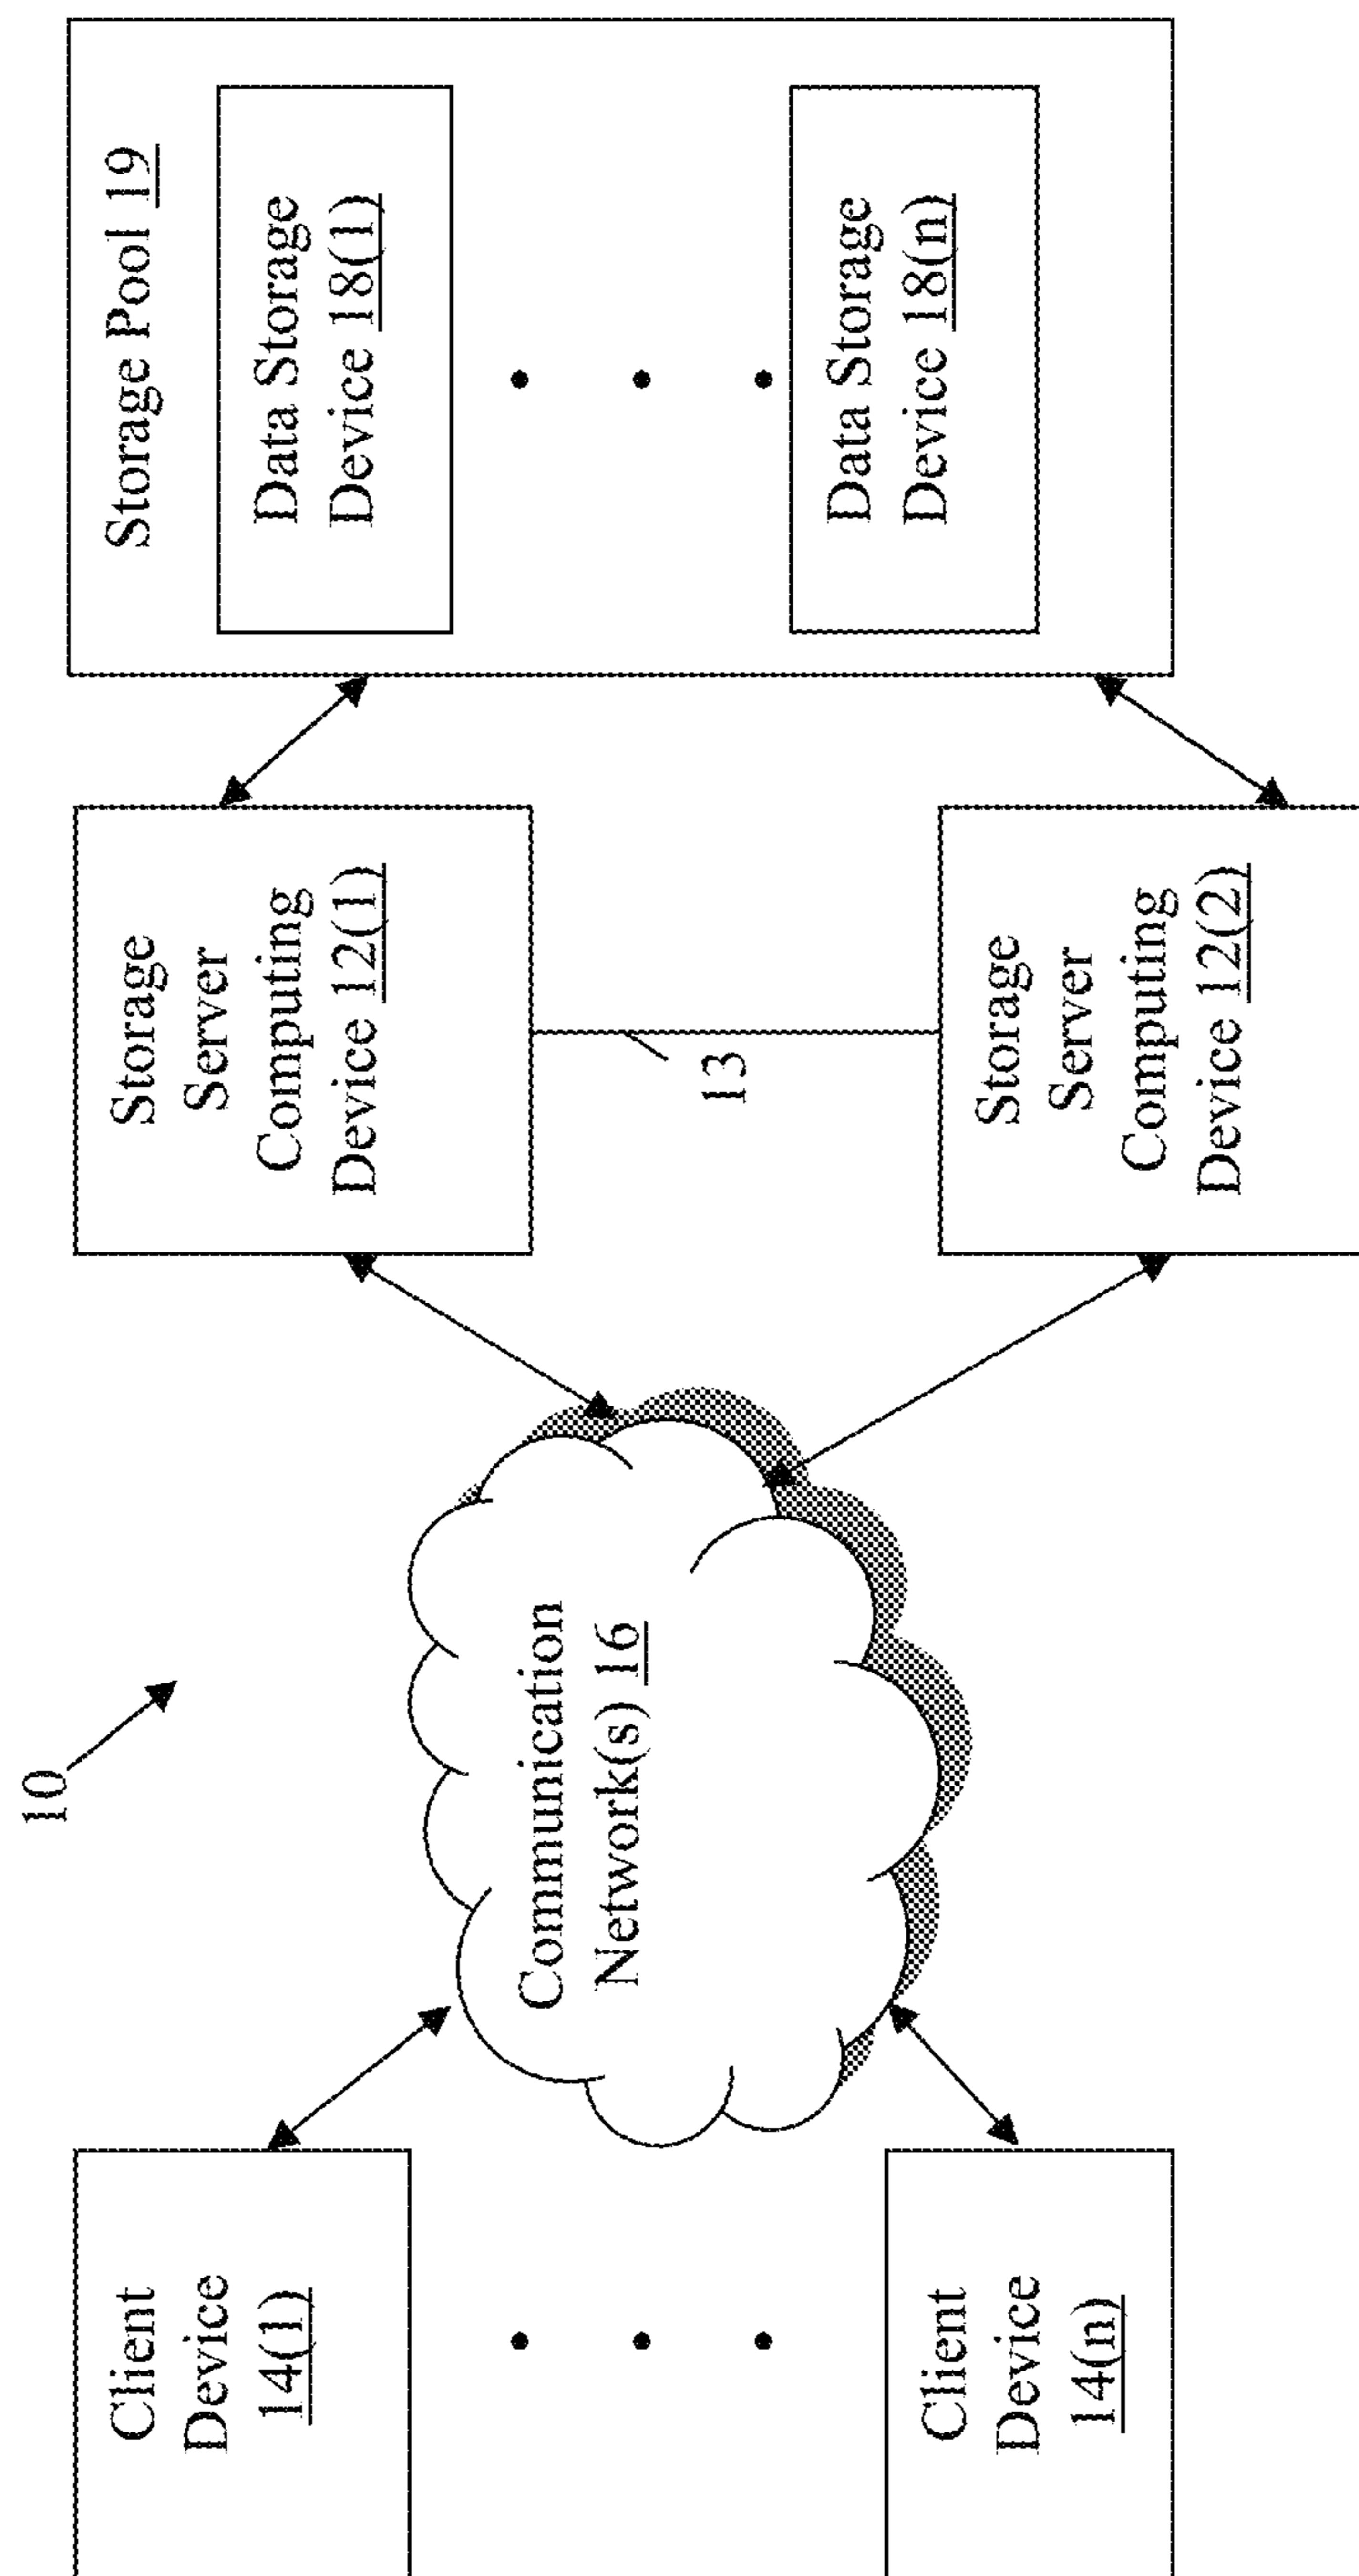 10
Client
Device
14(1)
Client
Device
14(n)
Communication
Network(s) 16
Storage
Server
Computing
Device 12(1)
13
Storage
Server
Computing
Device 12(2)
Storage Pool 19
Data Storage
Device 18(1)
Data Storage
Device 18(n)